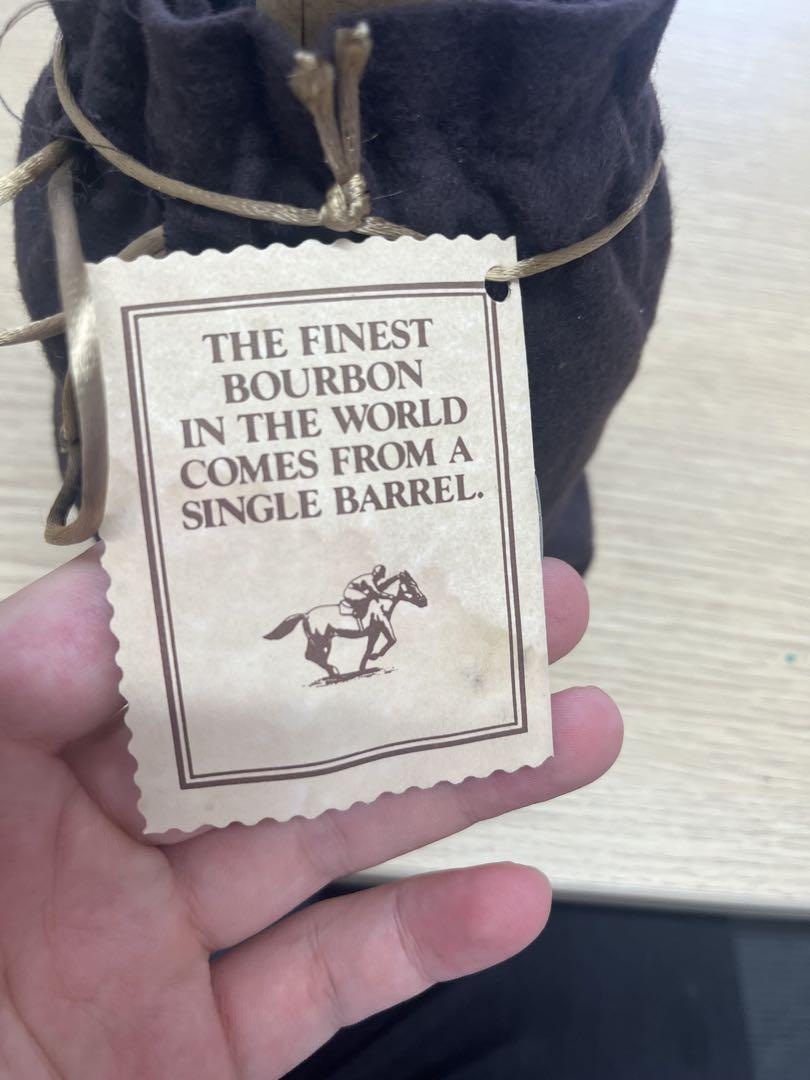 THE FINEST
BOURBON
IN THE WORLD
COMES FROM A
SINGLE BARREL.